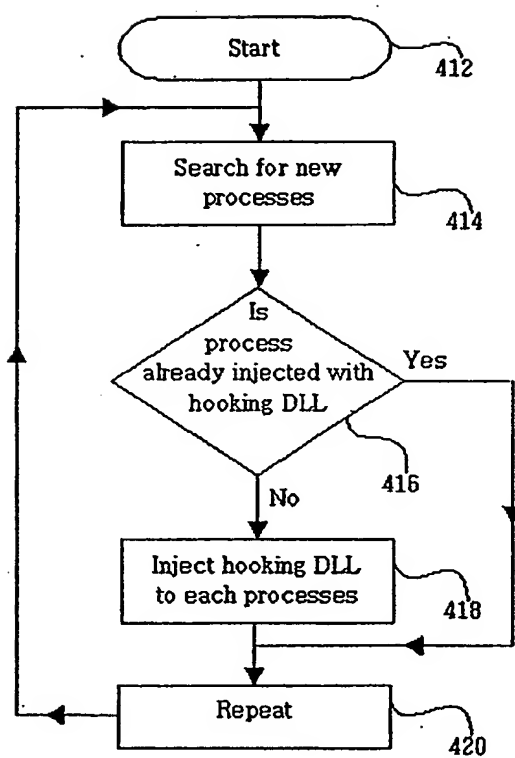 Start
412
Search for new
processes
414
Is
process
already injected with
hooking DLL
Yes
416
No
Inject hooking DLL
to each processes
418
Repeat
420